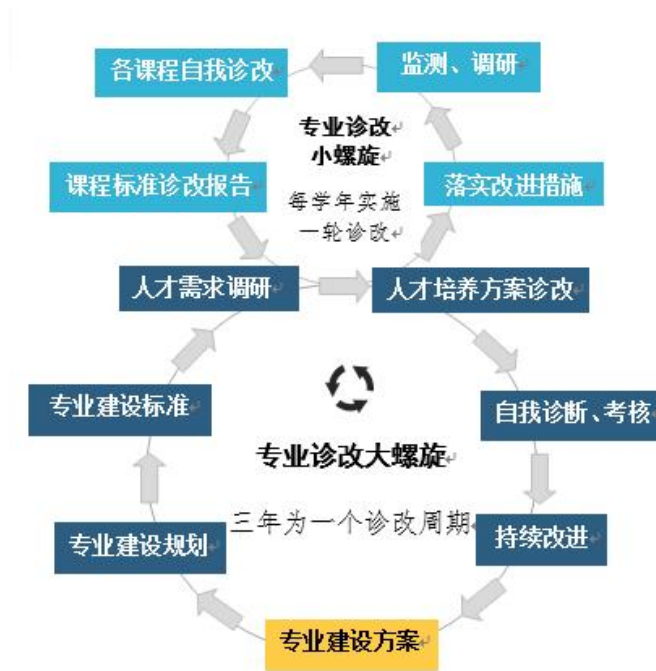 各课程自我诊改
监测、调研
专业诊改
小螺旋
课程标准诊改报告
落实改进措施
每学年实施
一轮诊改
人才需求调研
人才培养方案诊改
专业建设标准
自我诊断、考核
专业诊改大螺旋
三年为一个诊改周期
专业建设规划
持续改进
专业建设方案